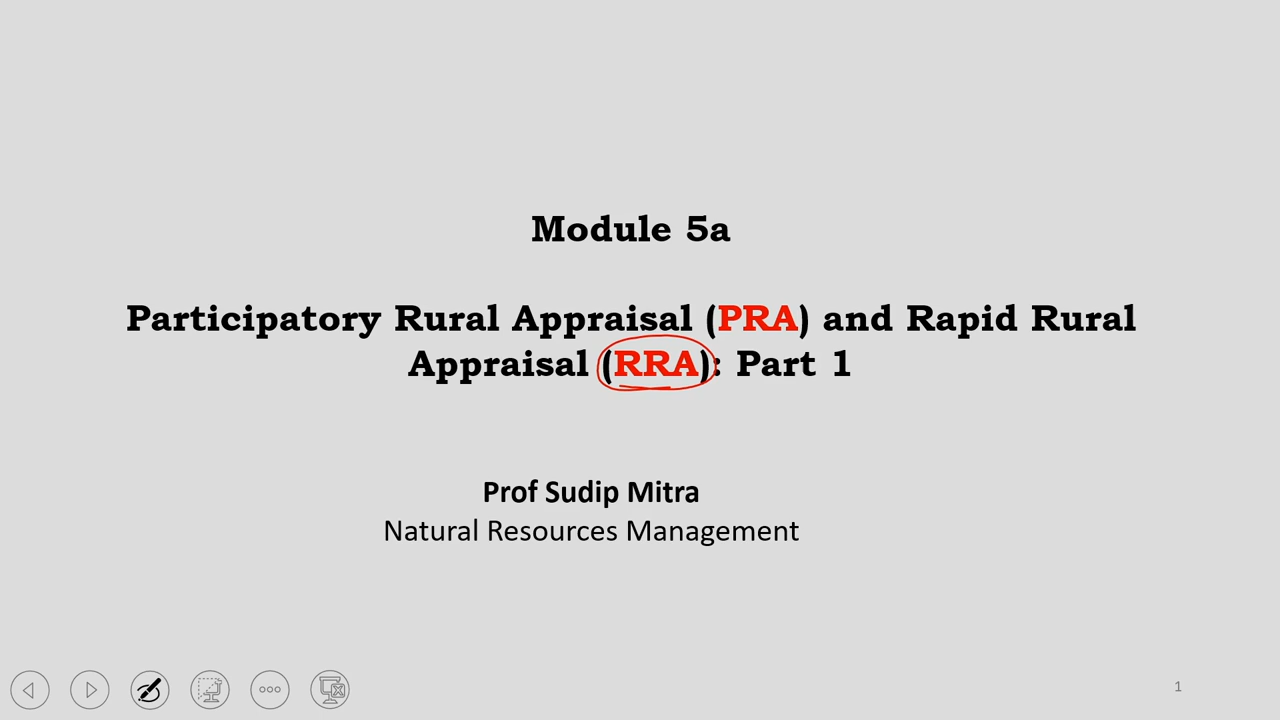 Module 5a
Participatory Rural Appraisal (PRA) and Rapid Rural
Appraisal (RRA): Part 1
Prof Sudip Mitra
Natural Resources Management
1